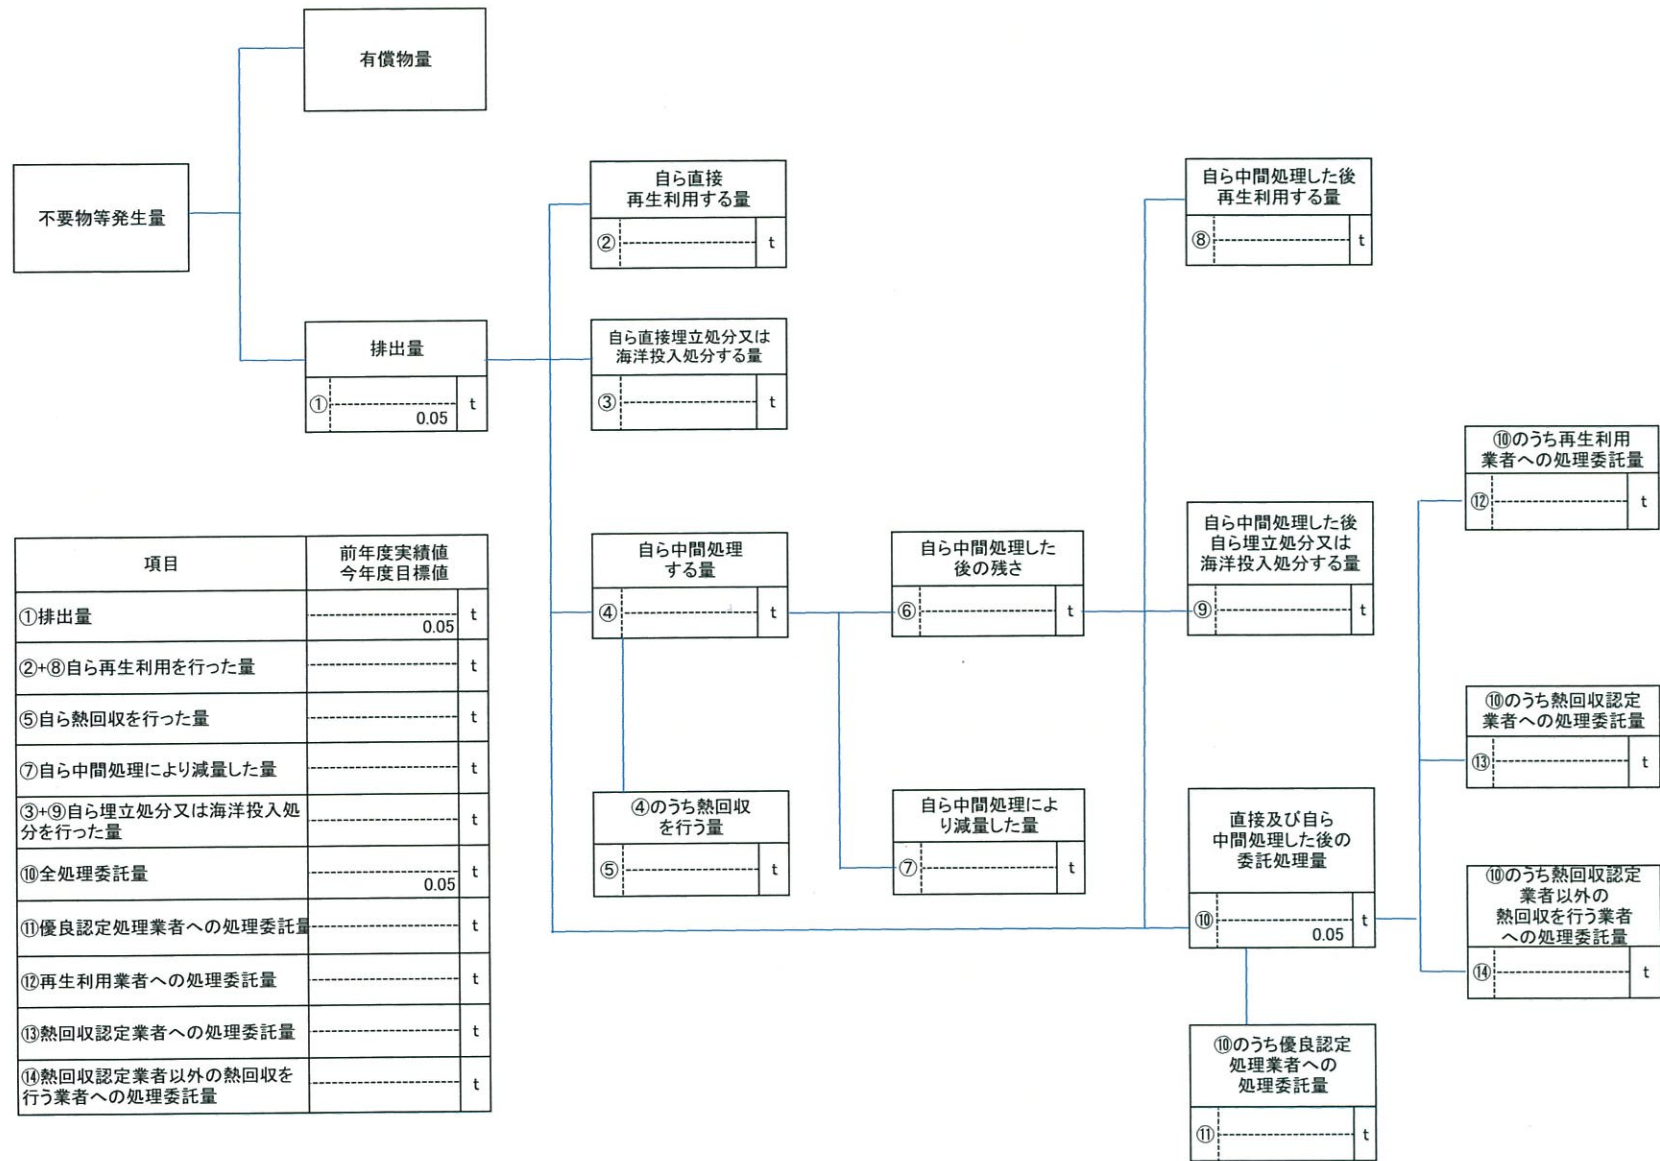 有償物量
不要物等発生量
排出量
① t
0.05
自ら直接
再生利用する量
② t
自ら直接埋立処分又は
海洋投入処分する量
③ t
自ら中間処理
する量
④ t
④のうち熱回収
を行う量
⑤ t
自ら中間処理した
後の残さ
⑥ t
自ら中間処理によ
り減量した量
⑦ t
自ら中間処理した後
再生利用する量
⑧ t
自ら中間処理した後
自ら埋立処分又は
海洋投入処分する量
⑨ t
直接及び自ら
中間処理した後の
委託処理量
⑩ t
0.05
⑩のうち優良認定
処理業者への
処理委託量
⑪ t
⑩のうち再生利用
業者への処理委託量
⑫ t
⑩のうち熱回収認定
業者への処理委託量
⑬ t
⑩のうち熱回収認定
業者以外の
熱回収を行う業者
への処理委託量
⑭ t
項目
前年度実績値
今年度目標値
①排出量 t
0.05
②+⑧自ら再生利用を行った量 t
⑤自ら熱回収を行った量 t
⑦自ら中間処理により減量した量 t
③+⑨自ら埋立処分又は海洋投入処
分を行った量 t
⑩全処理委託量 t
0.05
⑪優良認定処理業者への処理委託量 t
⑫再生利用業者への処理委託量 t
⑬熱回収認定業者への処理委託量 t
⑭熱回収認定業者以外の熱回収を
行う業者への処理委託量 t